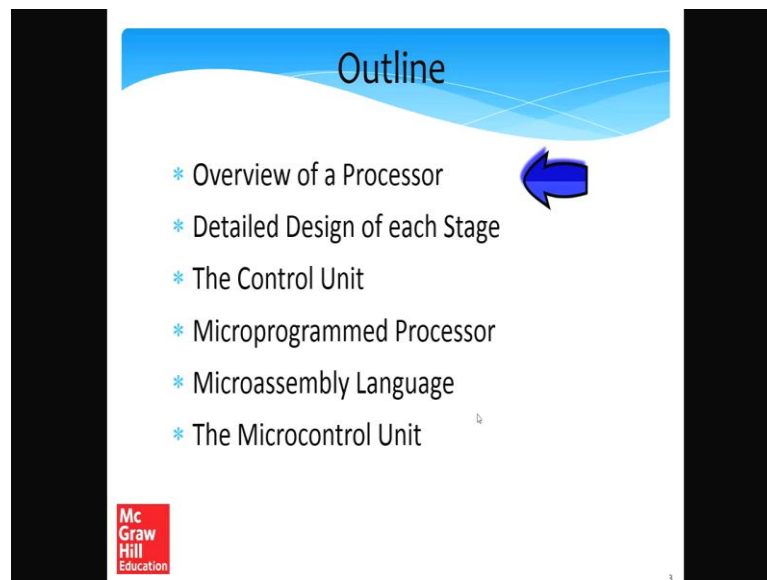 Outline
* Overview of a Processor
* Detailed Design of each Stage
* The Control Unit
* Microprogrammed Processor
* Microassembly Language
* The Microcontrol Unit
Mc
Graw
Hill
Education
3